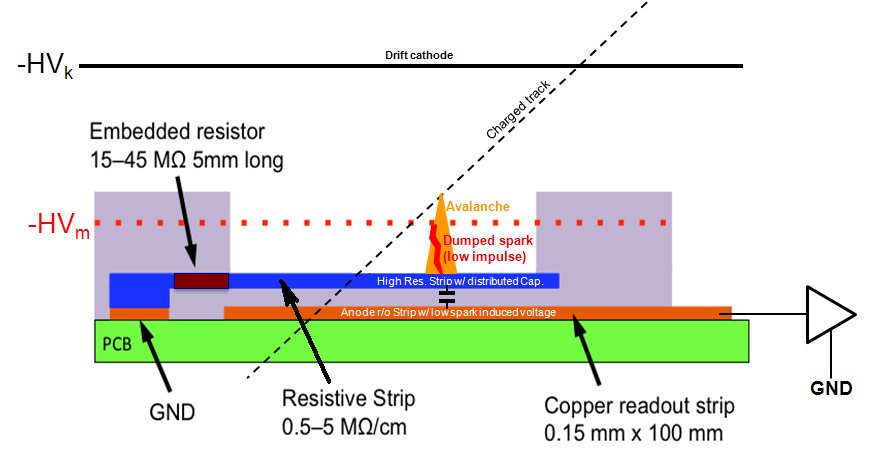 Drift cathode
-HVk
Charged track
Embedded resistor
15–45 MΩ 5mm long
Avalanche
-HVm
Dumped spark
(low impulse)
High Res. Strip w/ distributed Cap.
Anode r/o Strip w/ low spark induced voltage
PCB
GND
GND
Resistive Strip
0.5–5 MΩ/cm
Copper readout strip
0.15 mm x 100 mm